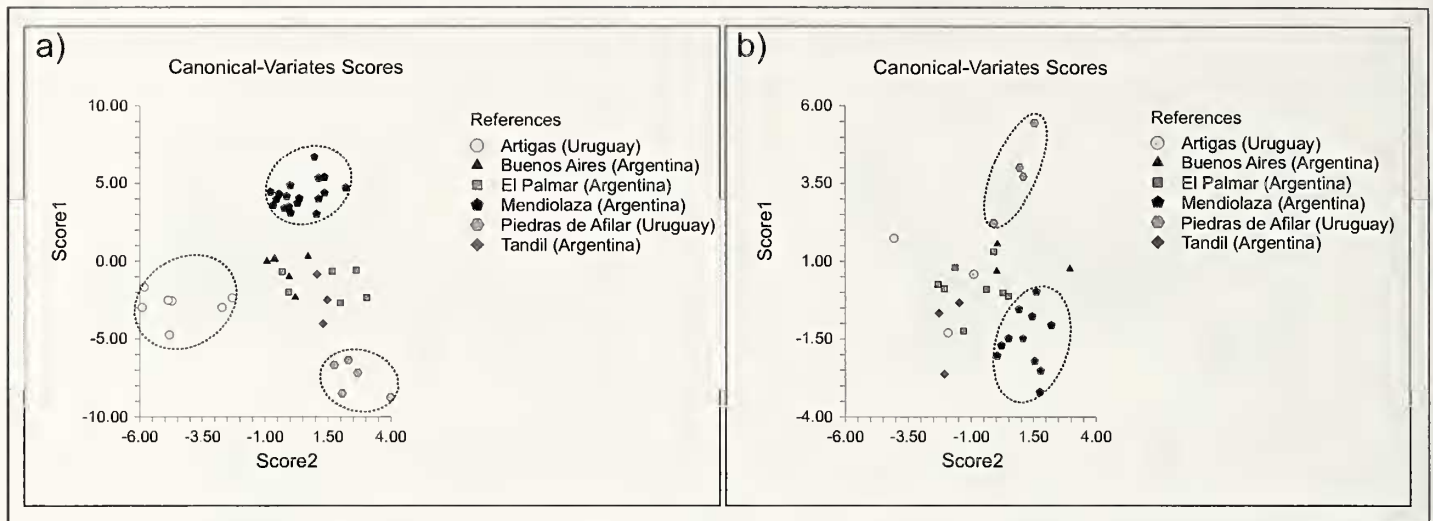 a)
Canonical-Variates Scores
10.00
5.00
0.00
-5.00
-10.00
Score1
-6.00 -3.50 -1.00 1.50 4.00
Score2
References
Artigas (Uruguay)
Buenos Aires (Argentina)
El Palmar (Argentina)
Mendiolaza (Argentina)
Piedras de Afilar (Uruguay)
Tandil (Argentina)
b)
Canonical-Variates Scores
6.00
3.50
1.00
-1.50
-4.00
Score1
-6.00 -3.50 -1.00 1.50 4.00
Score2
References
Artigas (Uruguay)
Buenos Aires (Argentina)
El Palmar (Argentina)
Mendiolaza (Argentina)
Piedras de Afilar (Uruguay)
Tandil (Argentina)